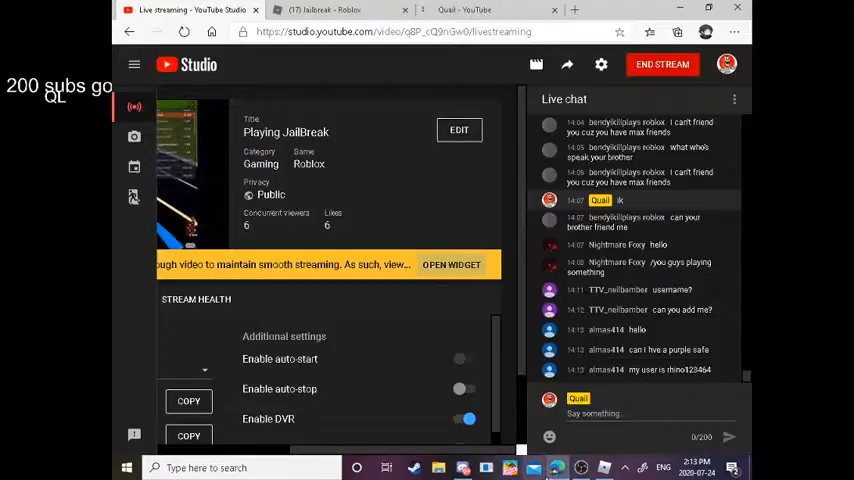 Live streaming - YouTube Studio
(17) Jailbreak - Roblox
Quail - YouTube
https://studio.youtube.com/video/q8P_cQ9nGw0/livestreaming
200 subs go
QL
Studio
END STREAM
Title
Playing JailBreak
EDIT
Category
Game
Gaming
Roblox
Privacy
Public
Concurrent viewers
Likes
6
6
ough video to maintain smooth streaming. As such, view...
OPEN WIDGET
STREAM HEALTH
Additional settings
Enable auto-start
Enable auto-stop
Enable DVR
COPY
COPY
Live chat
14:04 bendykillplays roblox I can't friend
you cuz you have max friends
14:05 bendykillplays roblox what who's
speak your brother
14:05 bendykillplays roblox I can't friend
you cuz you have max friends
14:07 Quail ik
14:07 bendykillplays roblox can your
brother friend me
14:07 Nightmare Foxy hello
14:08 Nightmare Foxy /you guys playing
something
14:11 TTV_neilbamber username?
14:12 TTV_neilbamber can you add me?
14:13 almas414 hello
14:13 almas414 can I hve a purple safe
14:13 almas414 my user is rhino123464
Quail
Say something...
0/200
Type here to search
ENG
2:13 PM
2020-07-24
2